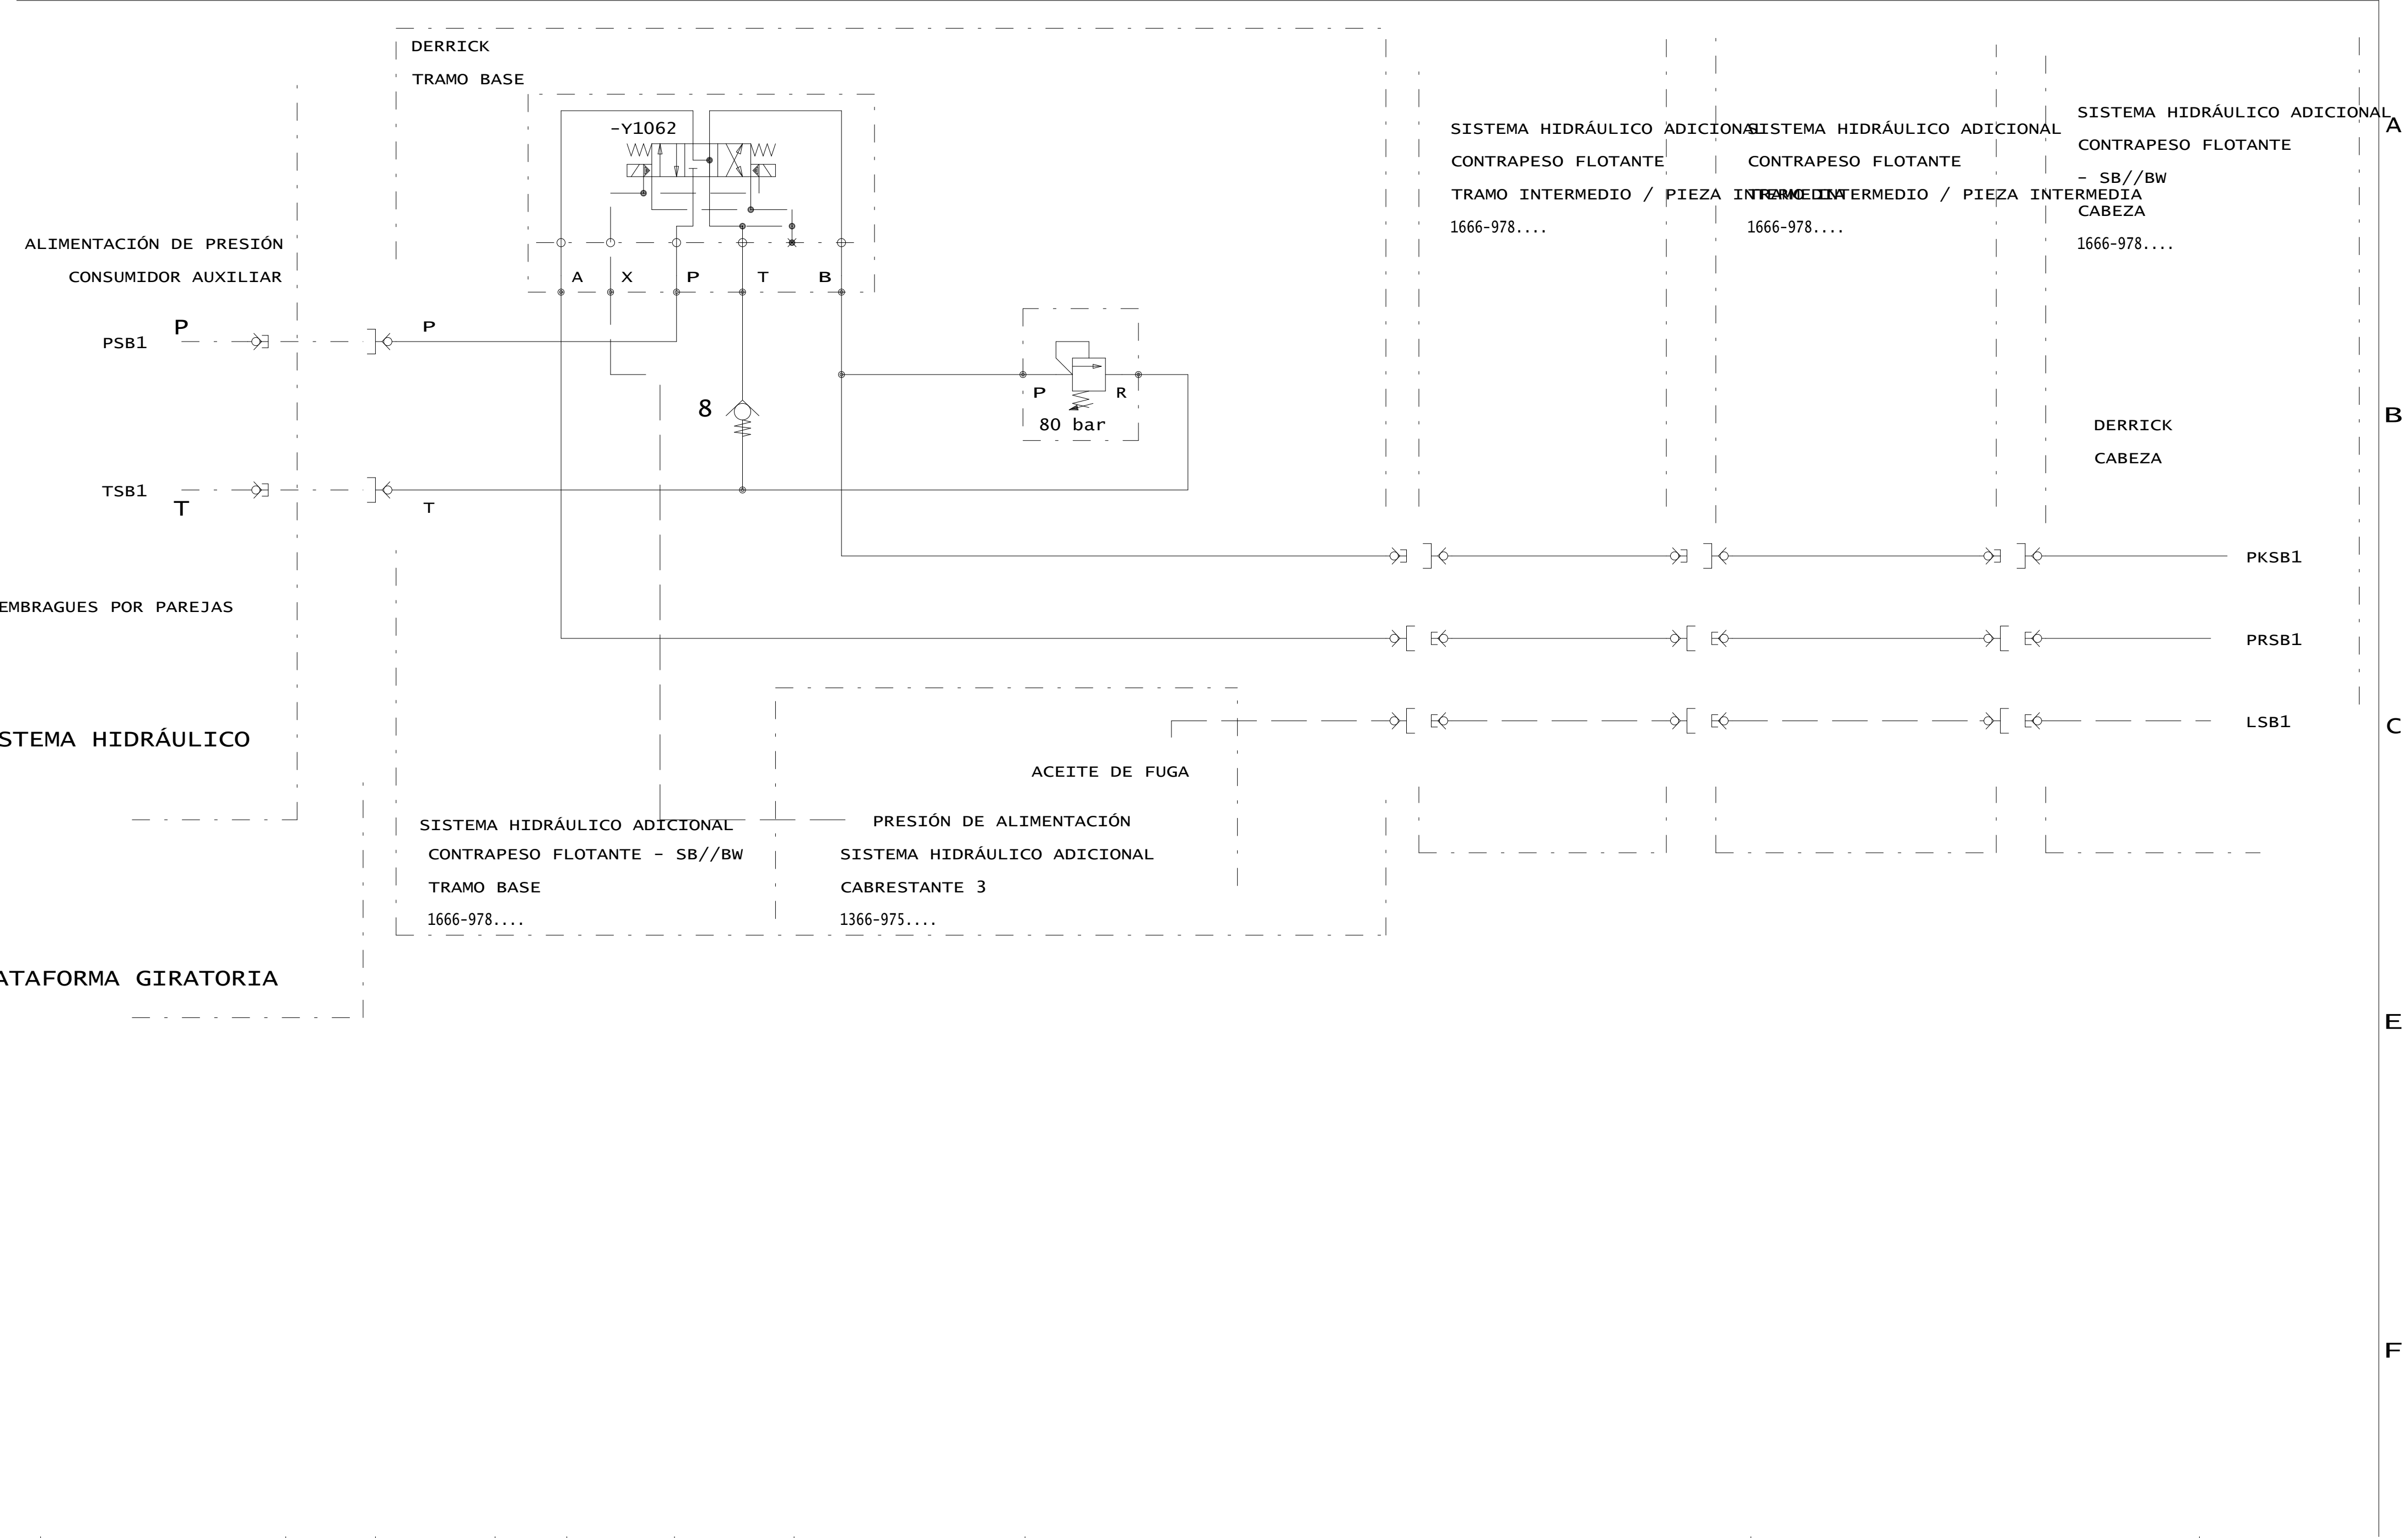 DERRICK
TRAMO BASE
-Y1062
A X P T B
SISTEMA HIDRÁULICO ADICIONAL
CONTRAPESO FLOTANTE
TRAMO INTERMEDIO / PIEZA INTERMEDIA
1666-978....
SISTEMA HIDRÁULICO ADICIONAL
CONTRAPESO FLOTANTE
TRAMO INTERMEDIO / PIEZA INTERMEDIA
1666-978....
SISTEMA HIDRÁULICO ADICIONAL
CONTRAPESO FLOTANTE
- SB//BW
CABEZA
1666-978....
A
ALIMENTACIÓN DE PRESIÓN
CONSUMIDOR AUXILIAR
PSB1 P P
8
P R
80 bar
B
DERRICK
CABEZA
TSB1 T T
PKSB1
EMBRAGUES POR PAREJAS
PRSB1
STEMA HIDRÁULICO
LSB1
C
ACEITE DE FUGA
SISTEMA HIDRÁULICO ADICIONAL
CONTRAPESO FLOTANTE - SB//BW
TRAMO BASE
1666-978....
PRESIÓN DE ALIMENTACIÓN
SISTEMA HIDRÁULICO ADICIONAL
CABRESTANTE 3
1366-975....
ATAFORMA GIRATORIA
E
F